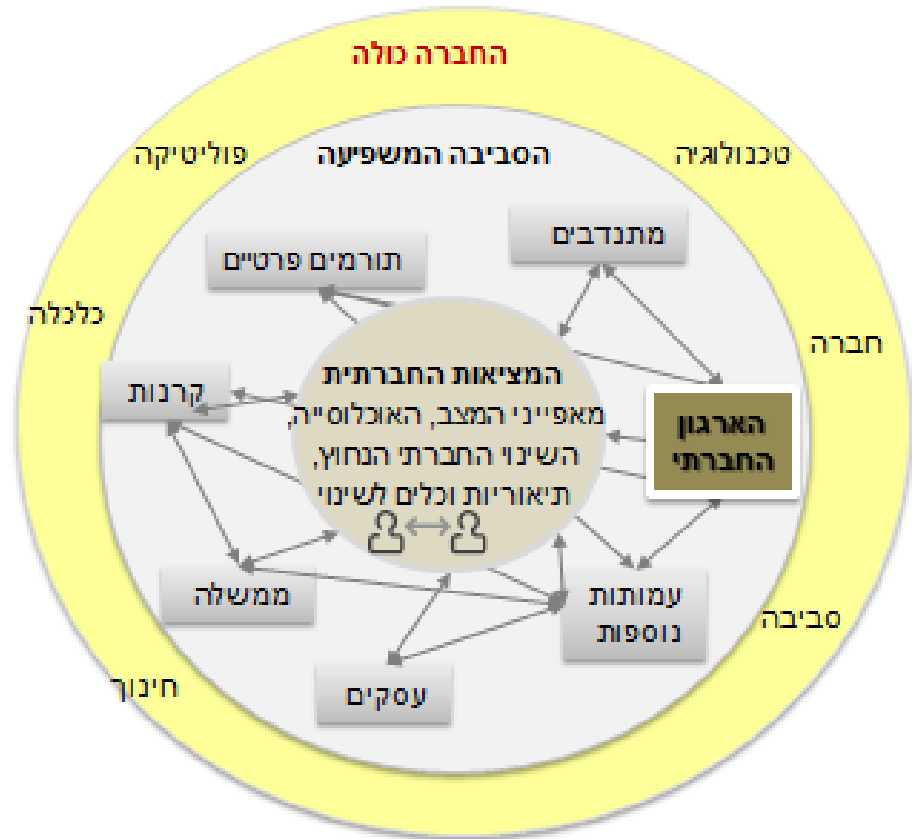 החברה כולה
טכנולוגיה
פוליטיקה
הסביבה המשפיעה
מתנדבים
תורמים פרטיים
כלכלה
חברה
קרנות
המציאות החברתית
מאפייני המצב, האוכלוסייה,
השינוי החברתי הנחוץ,
תיאוריות וכלים לשינוי
הארגון
החברתי
ממשלה
עמותות
נוספות
סביבה
עסקים
חינוך